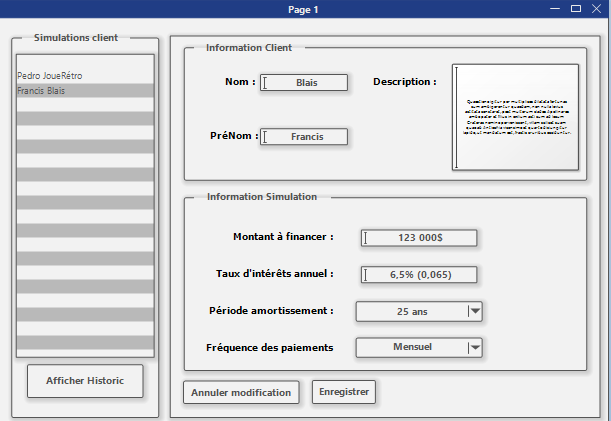 Page 1
Simulations client
Pedro JoueRétro
Francis Blais
Afficher Historic
Information Client
Nom :
Blais
Description :
PréNom :
Francis
Information Simulation
Montant à financer :
123 000$
Taux d'intérêts annuel :
6,5% (0,065)
Période amortissement :
25 ans
Fréquence des paiements
Mensuel
Annuler modification
Enregistrer